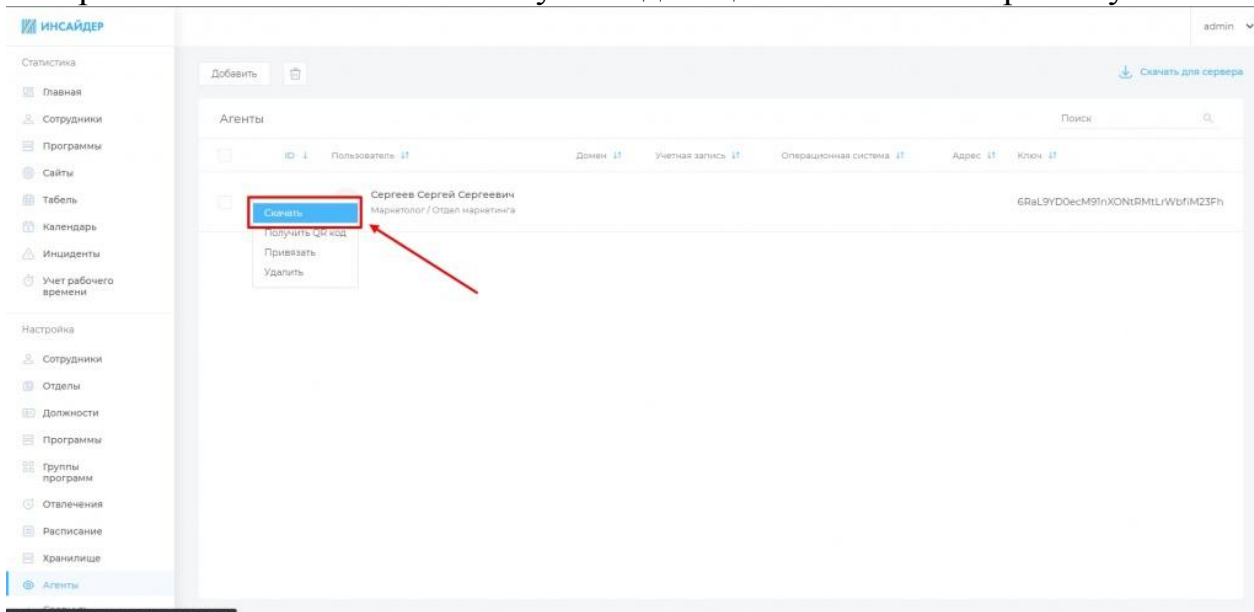 ИНСАЙДЕР
admin
Статистика
Главная
Сотрудники
Программы
Сайты
Табель
Календарь
Инциденты
Учет рабочего
времени
Настройка
Сотрудники
Отделы
Должности
Программы
Группы
программ
Отвлечения
Расписание
Хранилище
Агенты
Добавить
Скачать для сервера
Агенты
Поиск
ID Пользователь Домен Учетная запись Операционная система Адрес Ключ
Сергеев Сергей Сергеевич
Маркетолог / Отдел маркетинга
6RaL9YD0ecM91nXONtRMtLrWbfiM23Fh
Скачать
Получить QR код
Привязать
Удалить